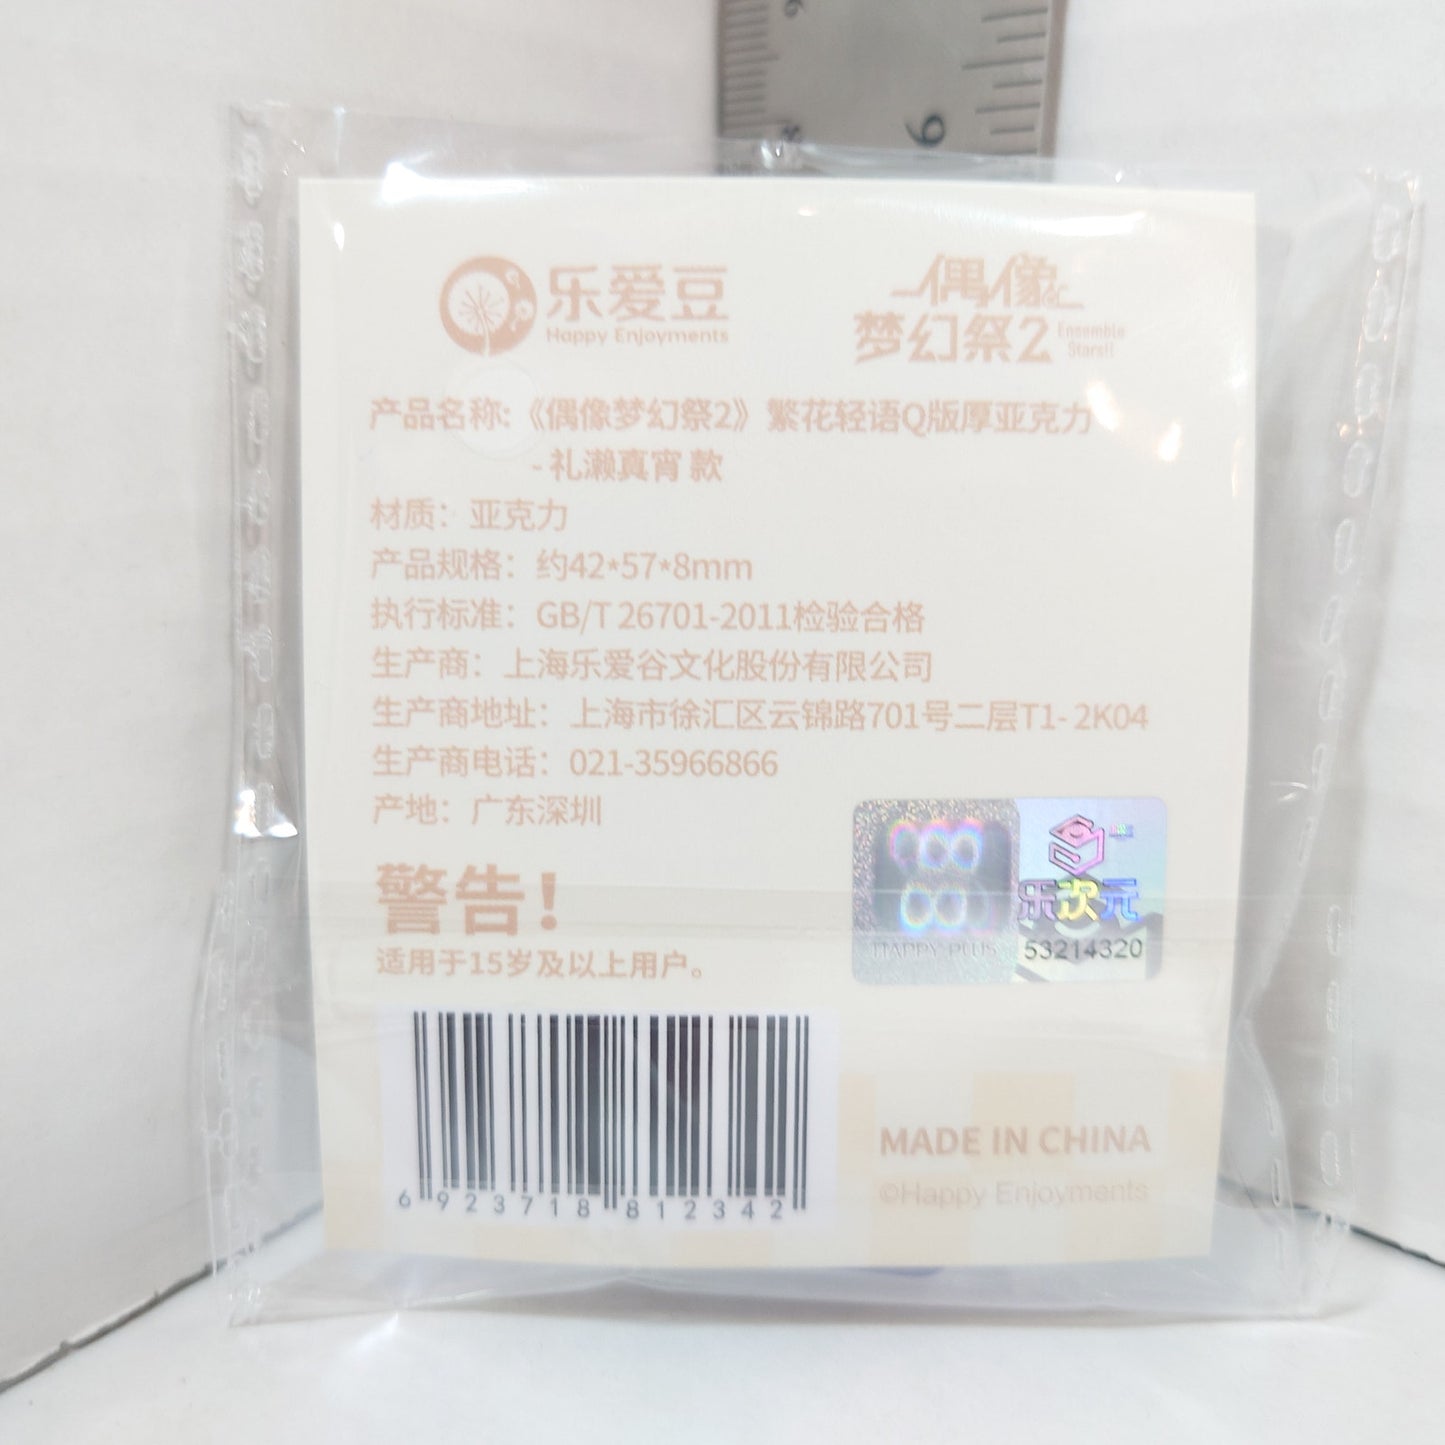 6
乐爱豆
Happy Enjoyments
偶像
梦幻祭2
Ensemble
Stars!!
产品名称:《偶像梦幻祭2》繁花轻语Q版厚亚克力
- 礼濑真宵 款
材质：亚克力
产品规格：约42*57*8mm
执行标准：GB/T 26701-2011检验合格
生产商：上海乐爱谷文化股份有限公司
生产商地址：上海市徐汇区云锦路701号二层T1- 2K04
生产商电话：021-35966866
产地：广东深圳
警告！
适用于15岁及以上用户。
HAPPY PLUS
乐次元
53214320
6 923718 812342
MADE IN CHINA
©Happy Enjoyments